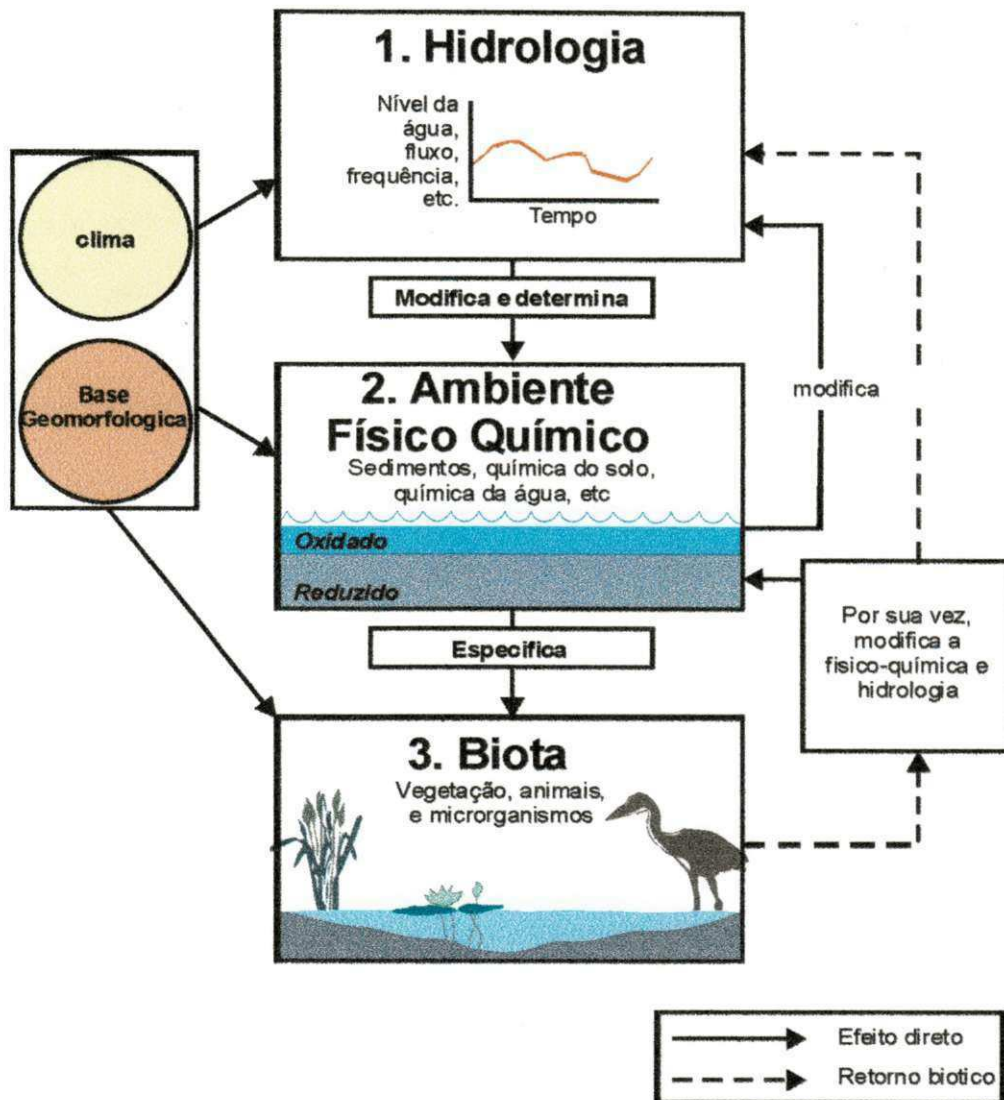 1. Hidrologia
Nível da
água,
fluxo,
frequência,
etc.
Tempo
clima
Modifica e determina
Base
Geomorfologica
2. Ambiente
Físico Químico
Sedimentos, química do solo,
química da água, etc
Oxidado
Reduzido
modifica
Especifica
Por sua vez,
modifica a
fisico-química e
hidrologia
3. Biota
Vegetação, animais,
e microrganismos
Efeito direto
Retorno biotico